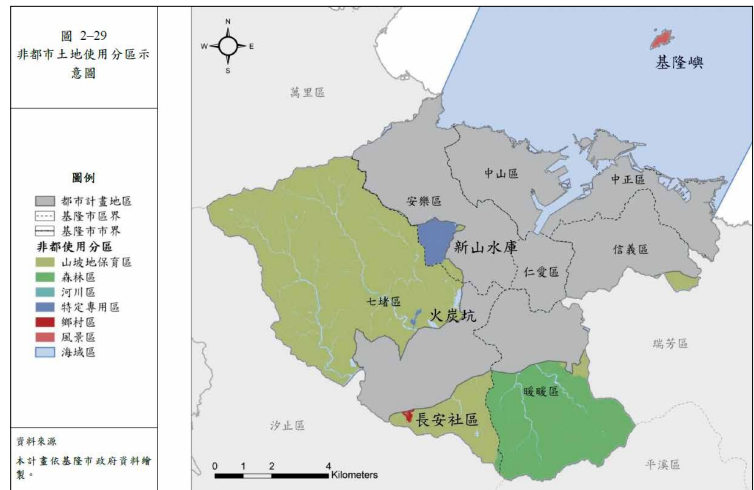 圖 2–29
非都市土地使用分區示
意圖
圖例
都市計畫地區
基隆市區界
基隆市市界
非都使用分區
山坡地保育區
森林區
河川區
特定專用區
鄉村區
風景區
海域區
資料來源
本計畫依基隆市政府資料繪
製。
N
W
E
S
基隆嶼
萬里區
中山區
中正區
安樂區
新山水庫
信義區
仁愛區
七堵區
火炭坑
瑞芳區
暖暖區
長安社區
汐止區
平溪區
0 1 2 4
Kilometers